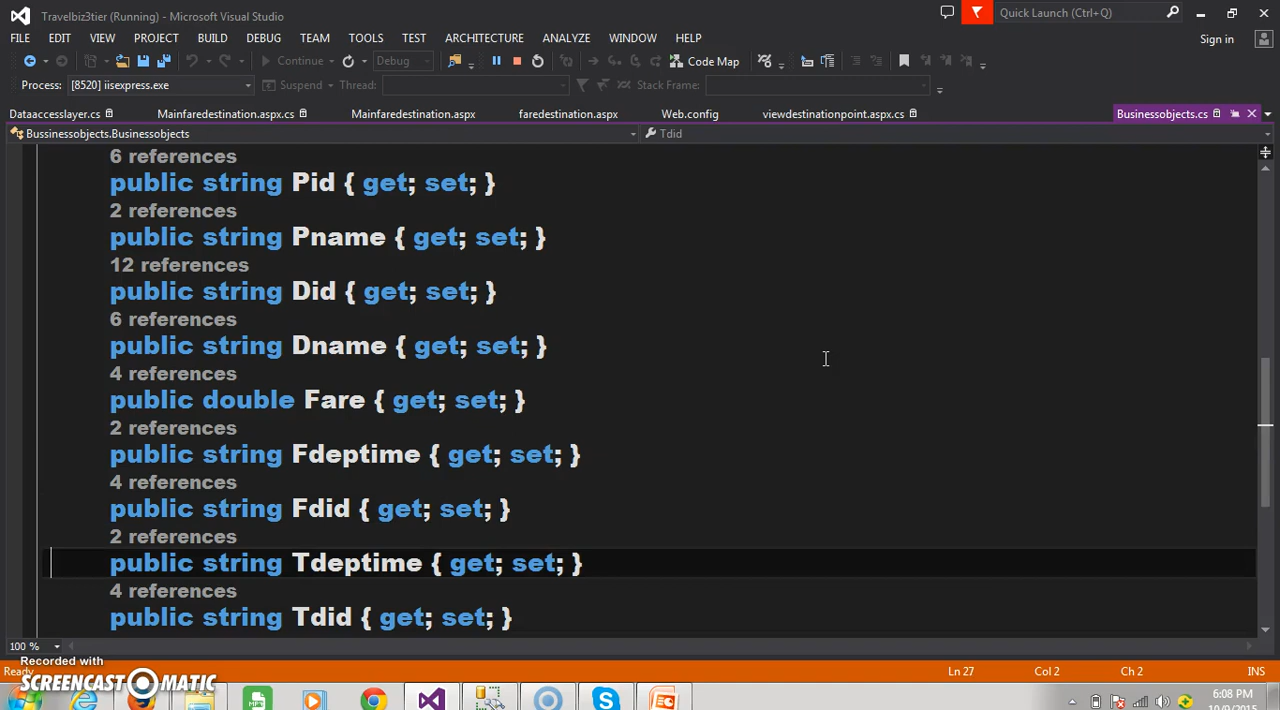 Travelbiz3tier (Running) - Microsoft Visual Studio
Quick Launch (Ctrl+Q)
FILE EDIT VIEW PROJECT BUILD DEBUG TEAM TOOLS TEST ARCHITECTURE ANALYZE WINDOW HELP
Sign in
Continue Debug Code Map
Process: [8520] iisexpress.exe Suspend Thread: Stack Frame:
Dataaccesslayer.cs Mainfaredestination.aspx.cs Mainfaredestination.aspx faredestination.aspx Web.config viewdestinationpoint.aspx.cs Businessobjects.cs
Bussinessobjects.Businessobjects Tdid
6 references
public string Pid { get; set; }
2 references
public string Pname { get; set; }
12 references
public string Did { get; set; }
6 references
public string Dname { get; set; }
4 references
public double Fare { get; set; }
2 references
public string Fdeptime { get; set; }
4 references
public string Fdid { get; set; }
2 references
public string Tdeptime { get; set; }
4 references
public string Tdid { get; set; }
100 %
Recorded with
Ready Ln 27 Col 2 Ch 2 INS
SCREENCAST MATIC
6:08 PM
10/9/2015